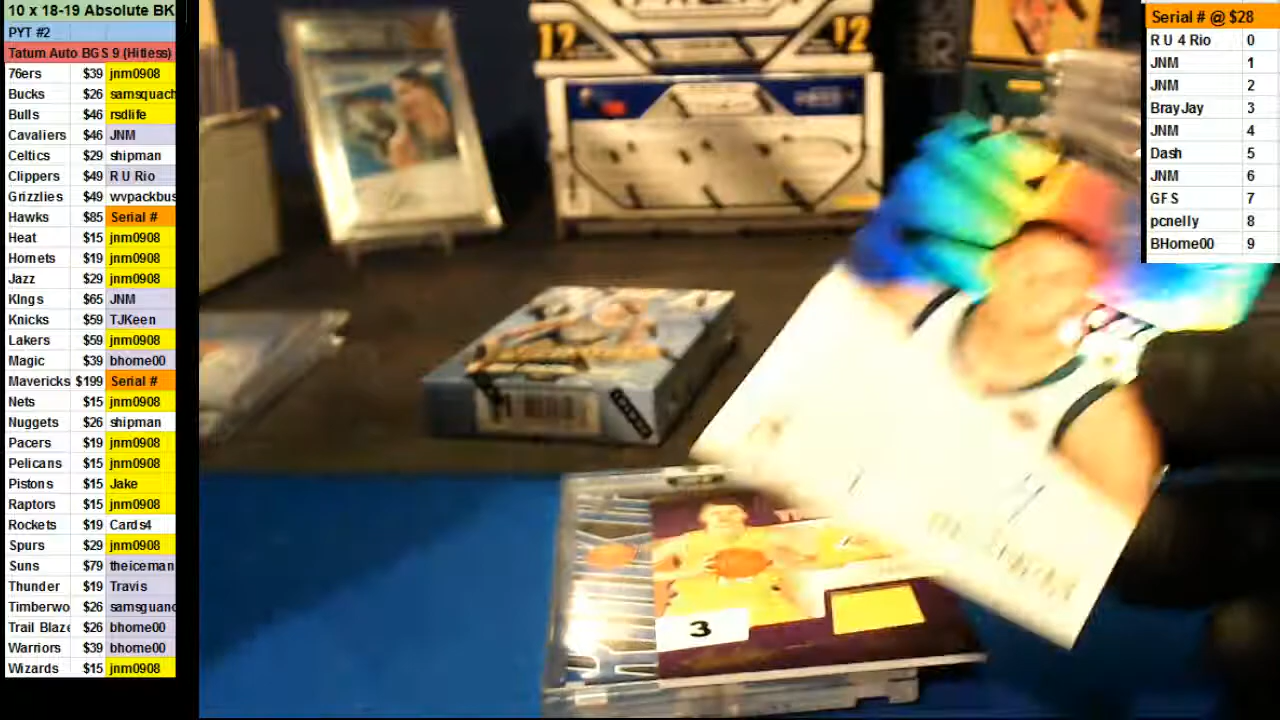 10 x 18-19 Absolute BK
PYT #2
Tatum Auto BGS 9 (Hitless)
76ers $39 jnm0908
Bucks $26 samsquach
Bulls $46 rsdlife
Cavaliers $46 JNM
Celtics $29 shipman
Clippers $49 R U Rio
Grizzlies $49 wvpackbus
Hawks $85 Serial #
Heat $15 jnm0908
Hornets $19 jnm0908
Jazz $29 jnm0908
KIngs $65 JNM
Knicks $59 TJKeen
Lakers $59 jnm0908
Magic $39 bhome00
Mavericks $199 Serial #
Nets $15 jnm0908
Nuggets $26 shipman
Pacers $19 jnm0908
Pelicans $15 jnm0908
Pistons $15 Jake
Raptors $15 jnm0908
Rockets $19 Cards4
Spurs $29 jnm0908
Suns $79 theiceman
Thunder $19 Travis
Timberwo $26 samsguanc
Trail Blaze $26 bhome00
Warriors $39 bhome00
Wizards $15 jnm0908
Serial # @ $28
R U 4 Rio 0
JNM 1
JNM 2
BrayJay 3
JNM 4
Dash 5
JNM 6
GFS 7
pcnelly 8
BHome00 9
12
12
3